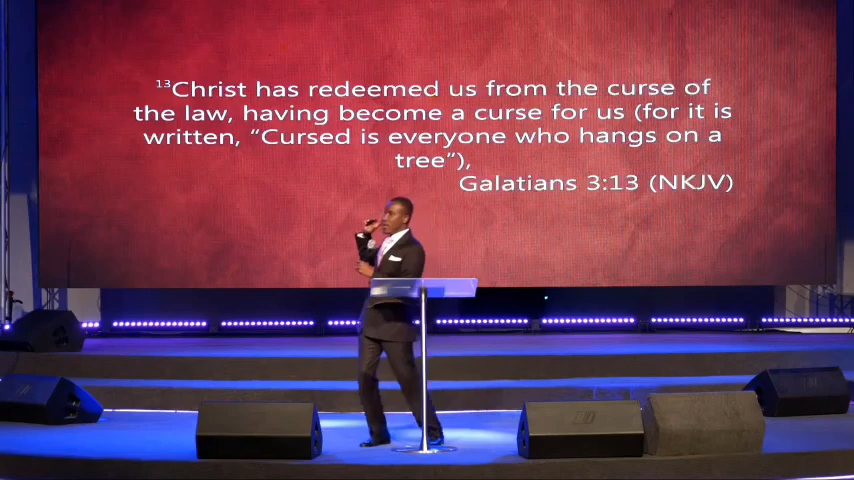 ¹³Christ has redeemed us from the curse of
the law, having become a curse for us (for it is
written, “Cursed is everyone who hangs on a
tree”),
Galatians 3:13 (NKJV)